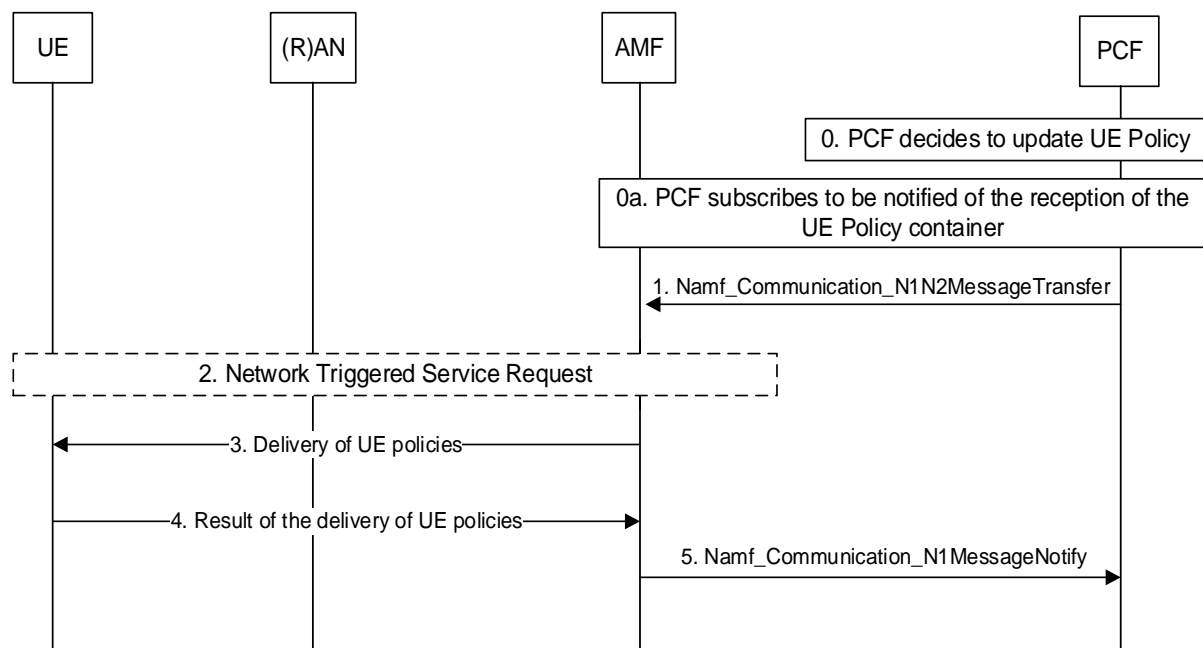 UE
(R)AN
AMF
PCF
0. PCF decides to update UE Policy
0a. PCF subscribes to be notified of the reception of the
UE Policy container
1. Namf_Communication_N1N2MessageTransfer
2. Network Triggered Service Request
3. Delivery of UE policies
4. Result of the delivery of UE policies
5. Namf_Communication_N1MessageNotify